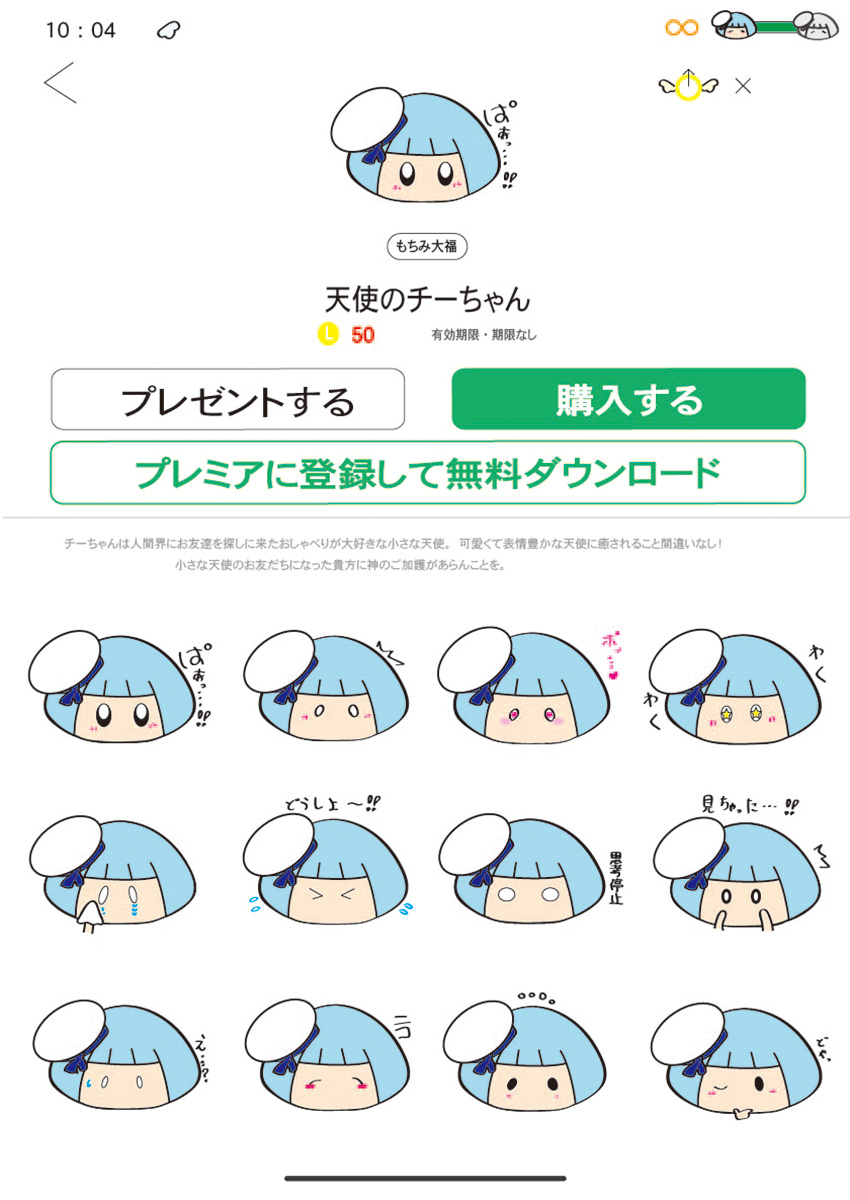 10：04
ぱぁっ…!!
もちみ大福
天使のチーちゃん
L 50 有効期限・期限なし
プレゼントする
購入する
プレミアに登録して無料ダウンロード
チーちゃんは人間界にお友達を探しに来たおしゃべりが大好きな小さな天使。 可愛くて表情豊かな天使に癒されること間違いなし！
小さな天使のお友だちになった貴方に神のご加護があらんことを。
ぱぁっ…!!
ポッ…♥
わく
わく
どうしよ〜!!
思考停止
見ちゃった…!!
え…!?
ニコ